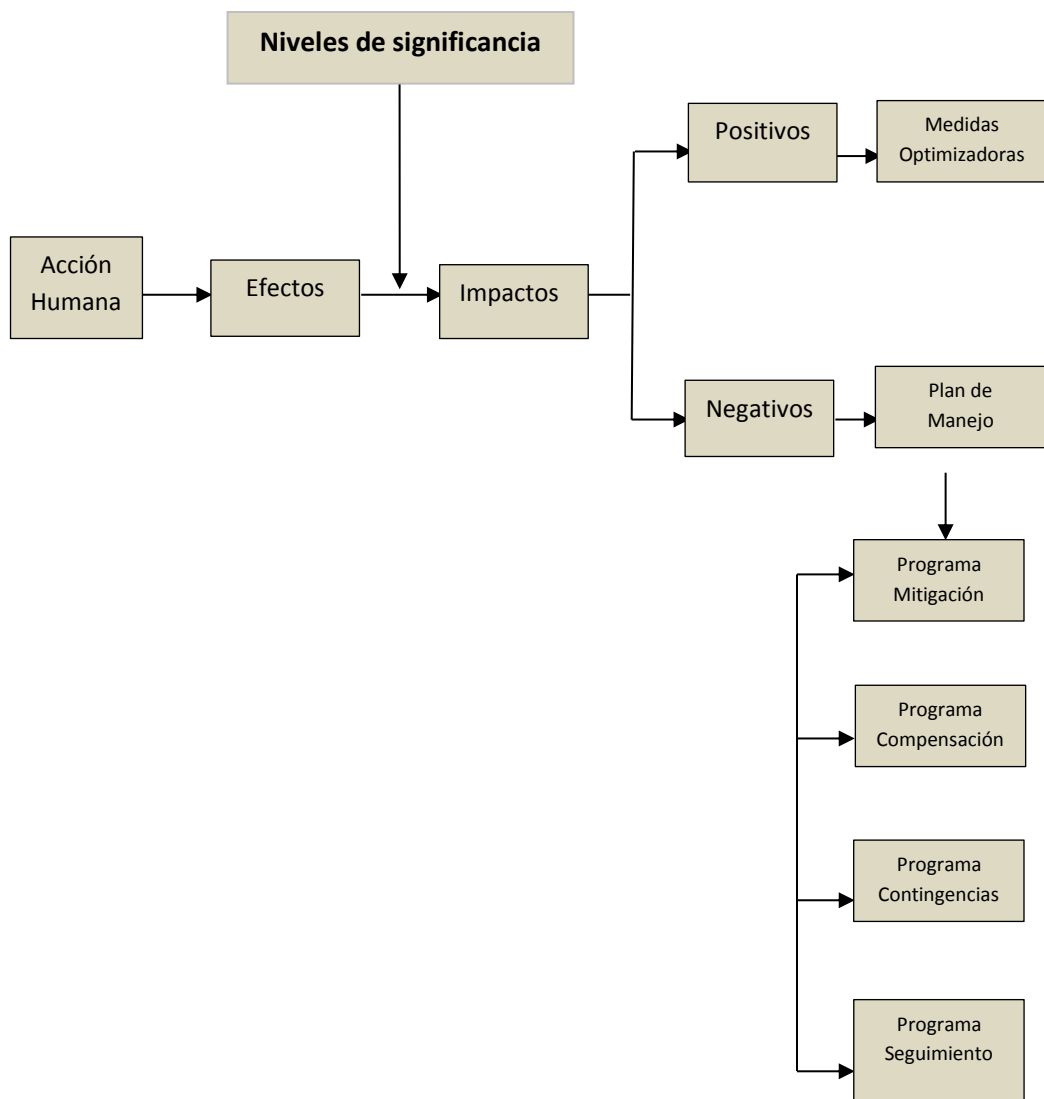 Niveles de significancia
Positivos
Medidas
Optimizadoras
Acción
Humana
Efectos
Impactos
Negativos
Plan de
Manejo
Programa
Mitigación
Programa
Compensación
Programa
Contingencias
Programa
Seguimiento